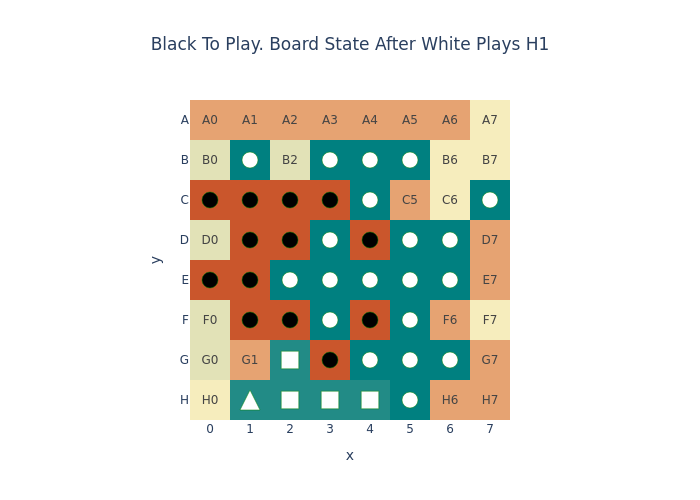 Black To Play. Board State After White Plays H1
A A0 A1 A2 A3 A4 A5 A6 A7
B B0 B2 B6 B7
C C5 C6
D D0 D7
E E7
F F0 F6 F7
G G0 G1 G7
H H0 H6 H7
0 1 2 3 4 5 6 7
x
y